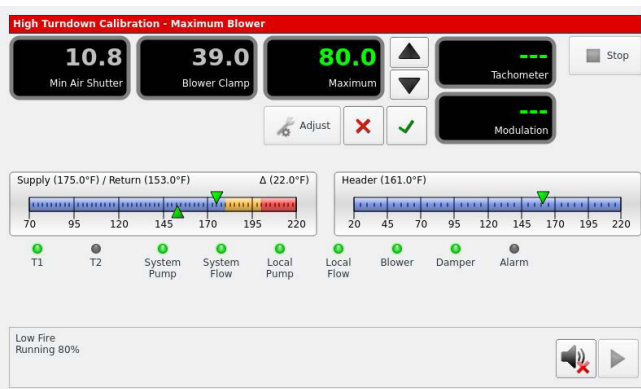 High Turndown Calibration - Maximum Blower
10.8
Min Air Shutter
39.0
Blower Clamp
80.0
Maximum
---
Tachometer
Stop
Adjust
---
Modulation
Supply (175.0°F) / Return (153.0°F) Δ (22.0°F)
70 95 120 145 170 195 220
Header (161.0°F)
20 45 70 95 120 145 170 195 220
T1
T2
System
Pump
System
Flow
Local
Pump
Local
Flow
Blower
Damper
Alarm
Low Fire
Running 80%